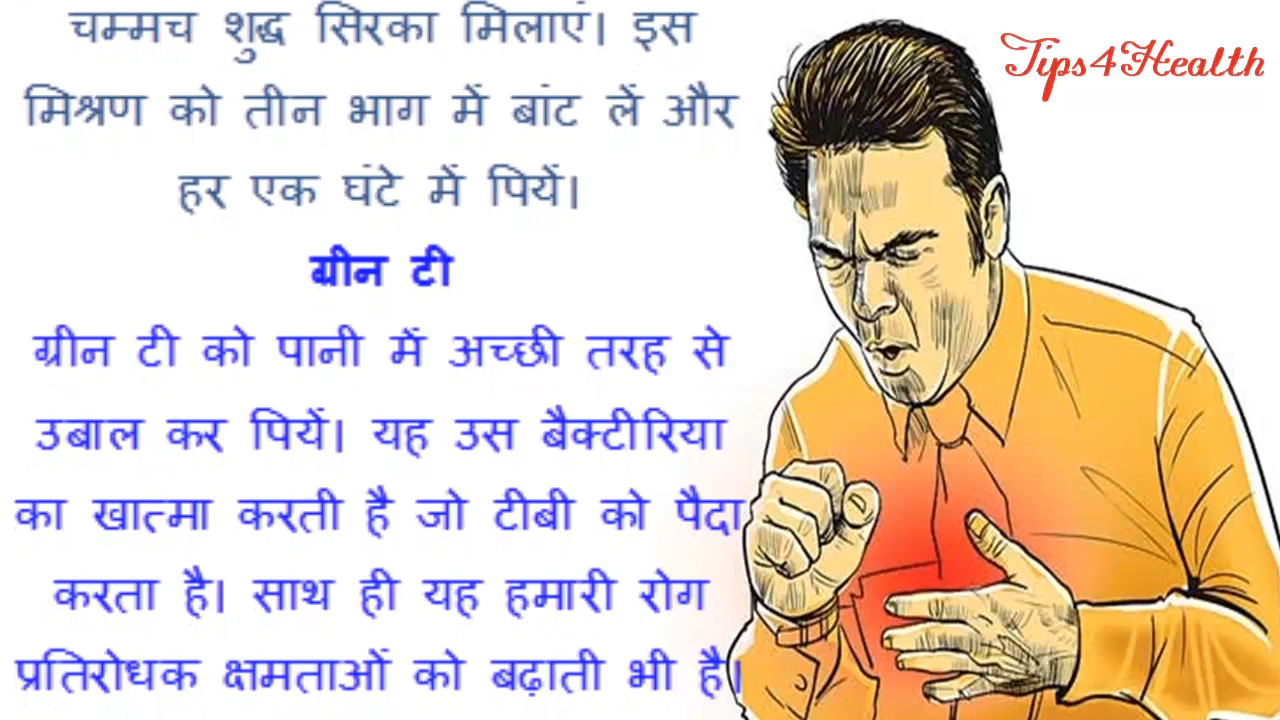 चम्मच शुद्ध सिरका मिलाएं। इस
मिश्रण को तीन भाग में बांट लें और
हर एक घंटे में पियें।
ग्रीन टी
ग्रीन टी को पानी में अच्छी तरह से
उबाल कर पियें। यह उस बैक्टीरिया
का खात्मा करती है जो टीबी को पैदा
करता है। साथ ही यह हमारी रोग
प्रतिरोधक क्षमताओं को बढ़ाती भी है।
Tips4Health